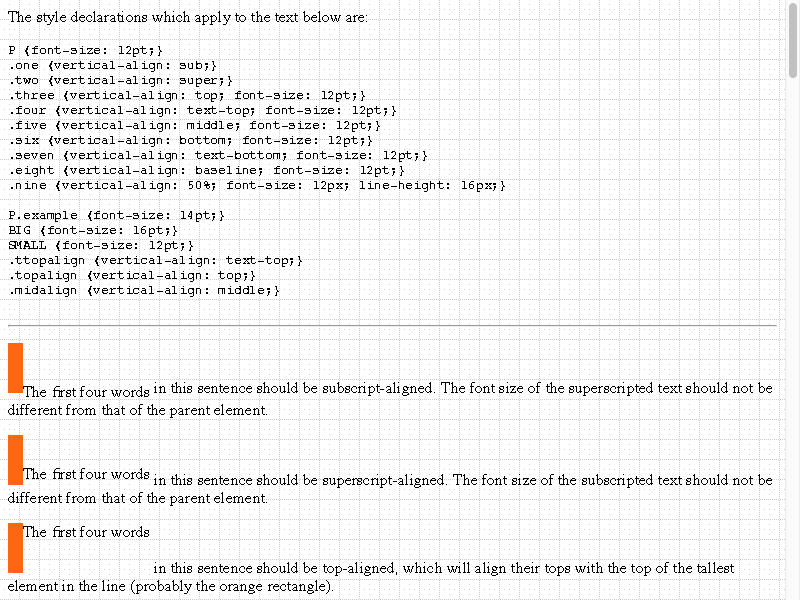 The style declarations which apply to the text below are:
P {font-size: 12pt;}
.one {vertical-align: sub;}
.two {vertical-align: super;}
.three {vertical-align: top; font-size: 12pt;}
.four {vertical-align: text-top; font-size: 12pt;}
.five {vertical-align: middle; font-size: 12pt;}
.six {vertical-align: bottom; font-size: 12pt;}
.seven {vertical-align: text-bottom; font-size: 12pt;}
.eight {vertical-align: baseline; font-size: 12pt;}
.nine {vertical-align: 50%; font-size: 12px; line-height: 16px;}
P.example {font-size: 14pt;}
BIG {font-size: 16pt;}
SMALL {font-size: 12pt;}
.ttopalign {vertical-align: text-top;}
.topalign {vertical-align: top;}
.midalign {vertical-align: middle;}
The first four words in this sentence should be subscript-aligned. The font size of the superscripted text should not be
different from that of the parent element.
The first four words in this sentence should be superscript-aligned. The font size of the subscripted text should not be
different from that of the parent element.
The first four words in this sentence should be top-aligned, which will align their tops with the top of the tallest
element in the line (probably the orange rectangle).